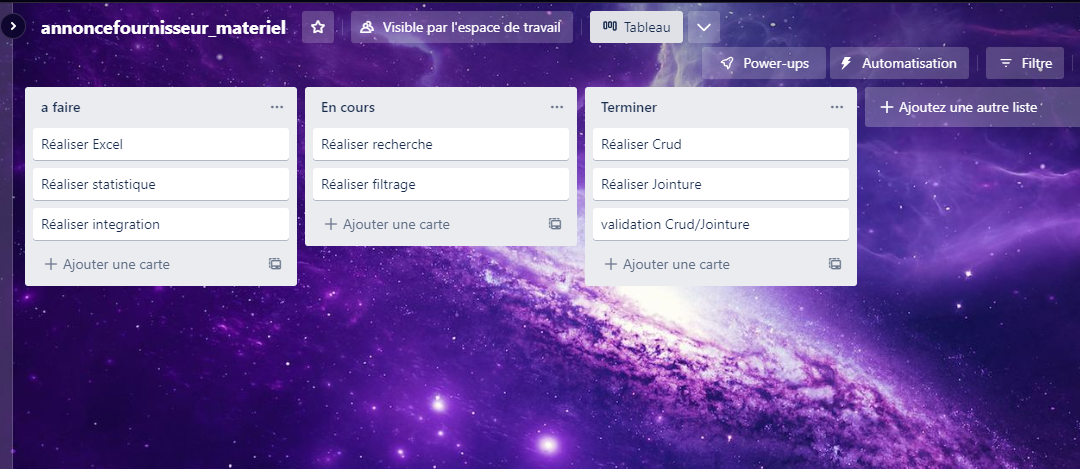 annoncefournisseur_materiel
Visible par l'espace de travail
Tableau
Power-ups
Automatisation
Filtre
a faire
Réaliser Excel
Réaliser statistique
Réaliser integration
Ajouter une carte
En cours
Réaliser recherche
Réaliser filtrage
Ajouter une carte
Terminer
Réaliser Crud
Réaliser Jointure
validation Crud/Jointure
Ajouter une carte
Ajoutez une autre liste